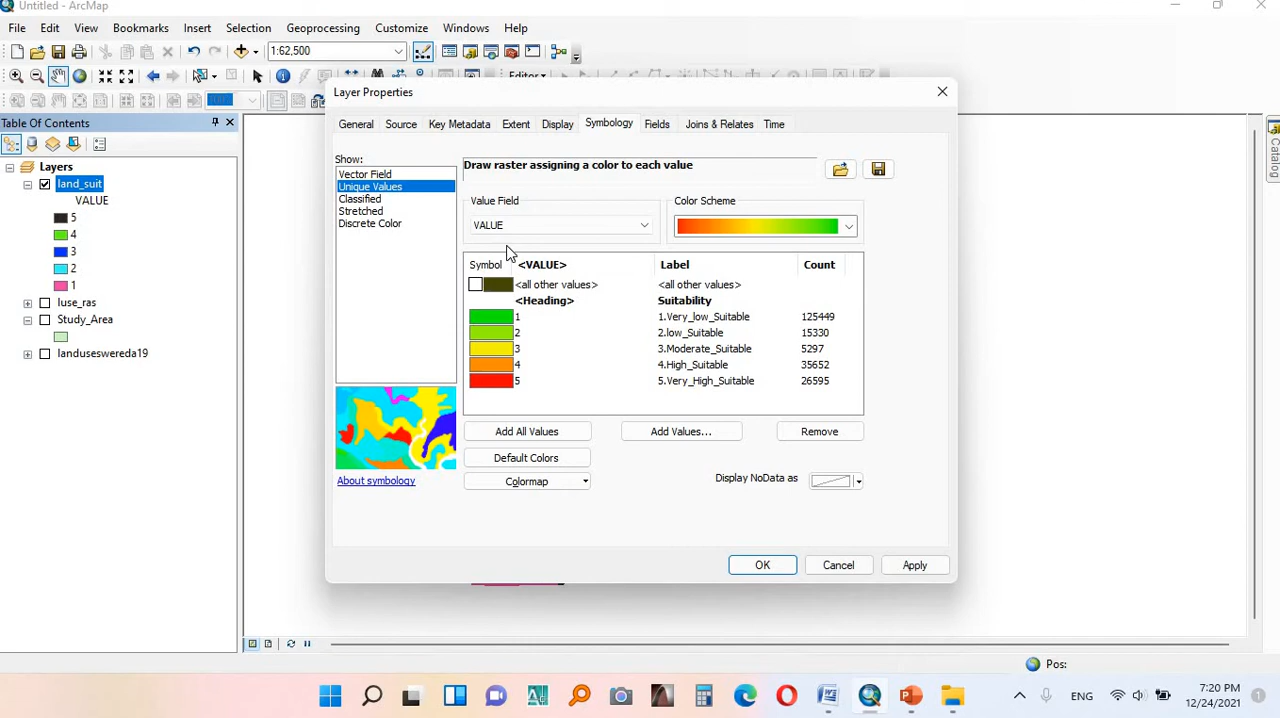 Untitled - ArcMap
File Edit View Bookmarks Insert Selection Geoprocessing Customize Windows Help
1:62,500
Editor
Table Of Contents
Layers
land_suit
VALUE
5
4
3
2
1
luse_ras
Study_Area
landuseswereda19
Layer Properties
General Source Key Metadata Extent Display Symbology Fields Joins & Relates Time
Show:
Vector Field
Unique Values
Classified
Stretched
Discrete Color
About symbology
Draw raster assigning a color to each value
Value Field
VALUE
Color Scheme
Symbol <VALUE> Label Count
<all other values> <all other values>
<Heading> Suitability
1 1.Very_low_Suitable 125449
2 2.low_Suitable 15330
3 3.Moderate_Suitable 5297
4 4.High_Suitable 35652
5 5.Very_High_Suitable 26595
Add All Values Add Values... Remove
Default Colors
Colormap
Display NoData as
OK Cancel Apply
Catalog
Pos:
ENG
7:20 PM
12/24/2021
1